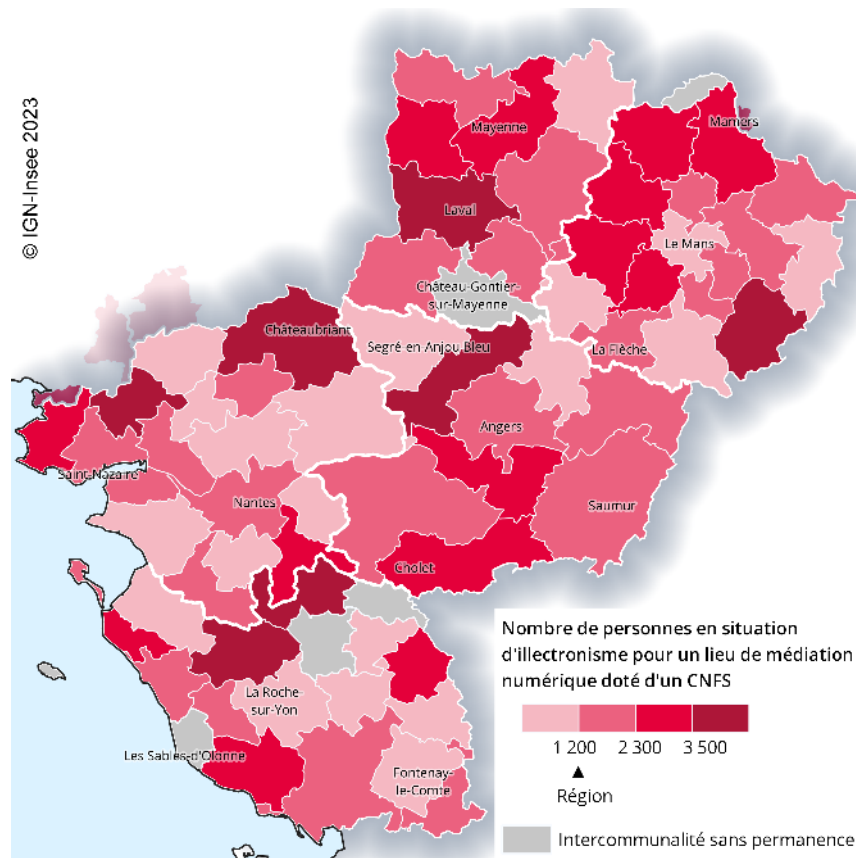 © IGN-Insee 2023
Mayenne
Mamers
Laval
Le Mans
Château-Gontier-
sur-Mayenne
Châteaubriant
Segré-en-Anjou Bleu
La Flèche
Angers
Saint-Nazaire
Nantes
Saumur
Cholet
La Roche-
sur-Yon
Les Sables-d'Olonne
Fontenay-
le-Comte
Nombre de personnes en situation
d'illectronisme pour un lieu de médiation
numérique doté d'un CNFS
1 200 2 300 3 500
▲
Région
Intercommunalité sans permanence